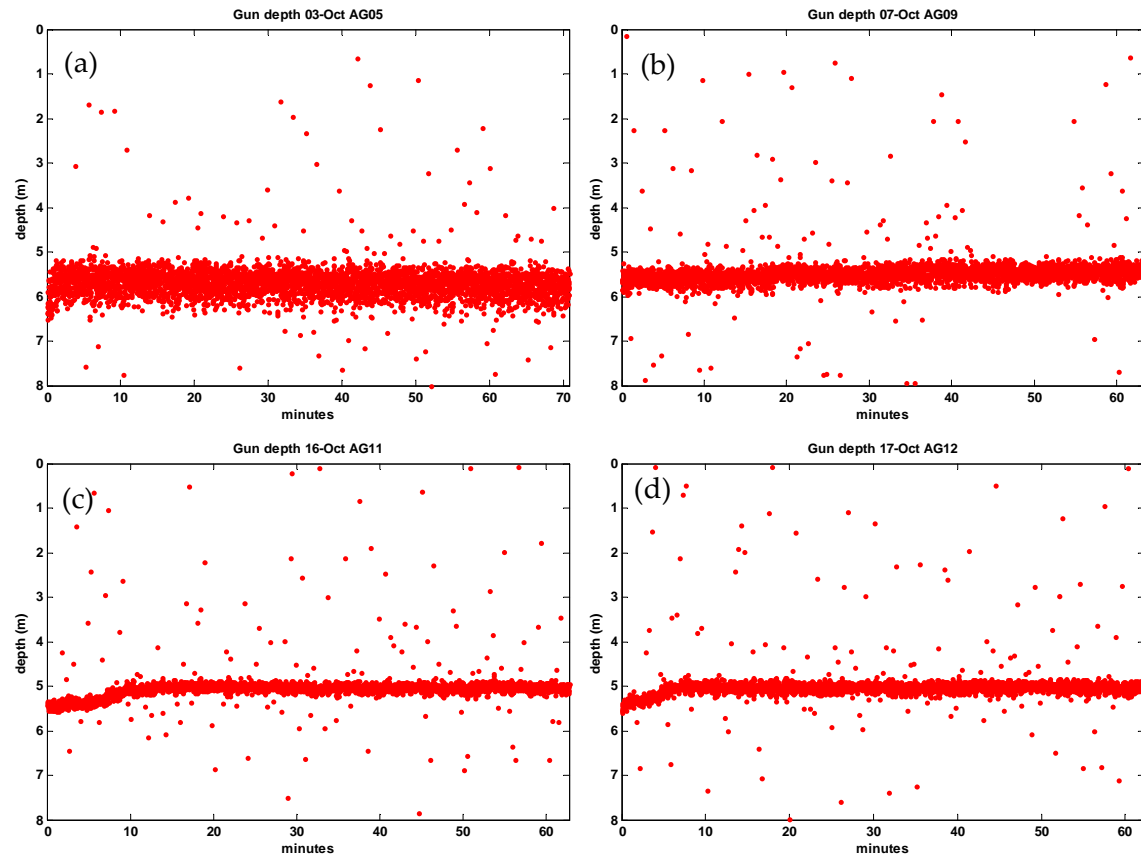 Gun depth 03-Oct AG05
(a)
depth (m)
0
1
2
3
4
5
6
7
8
0 10 20 30 40 50 60 70
minutes
Gun depth 07-Oct AG09
(b)
depth (m)
0
1
2
3
4
5
6
7
8
0 10 20 30 40 50 60
minutes
Gun depth 16-Oct AG11
(c)
depth (m)
0
1
2
3
4
5
6
7
8
0 10 20 30 40 50 60
minutes
Gun depth 17-Oct AG12
(d)
depth (m)
0
1
2
3
4
5
6
7
8
0 10 20 30 40 50 60
minutes